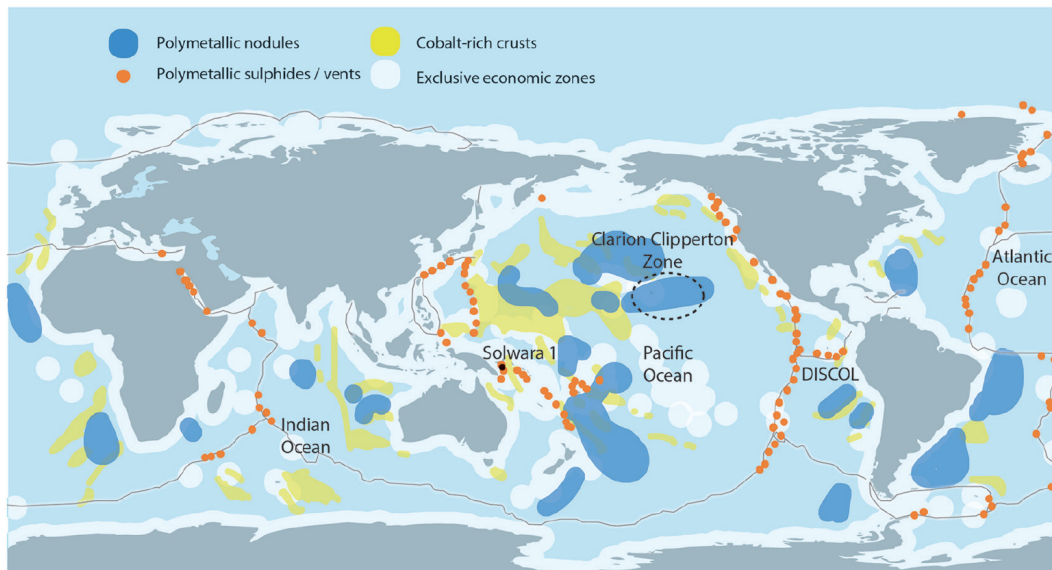 Polymetallic nodules
Cobalt-rich crusts
Polymetallic sulphides / vents
Exclusive economic zones
Clarion Clipperton
Zone
Atlantic
Ocean
Solwara 1
Pacific
Ocean
DISCOL
Indian
Ocean